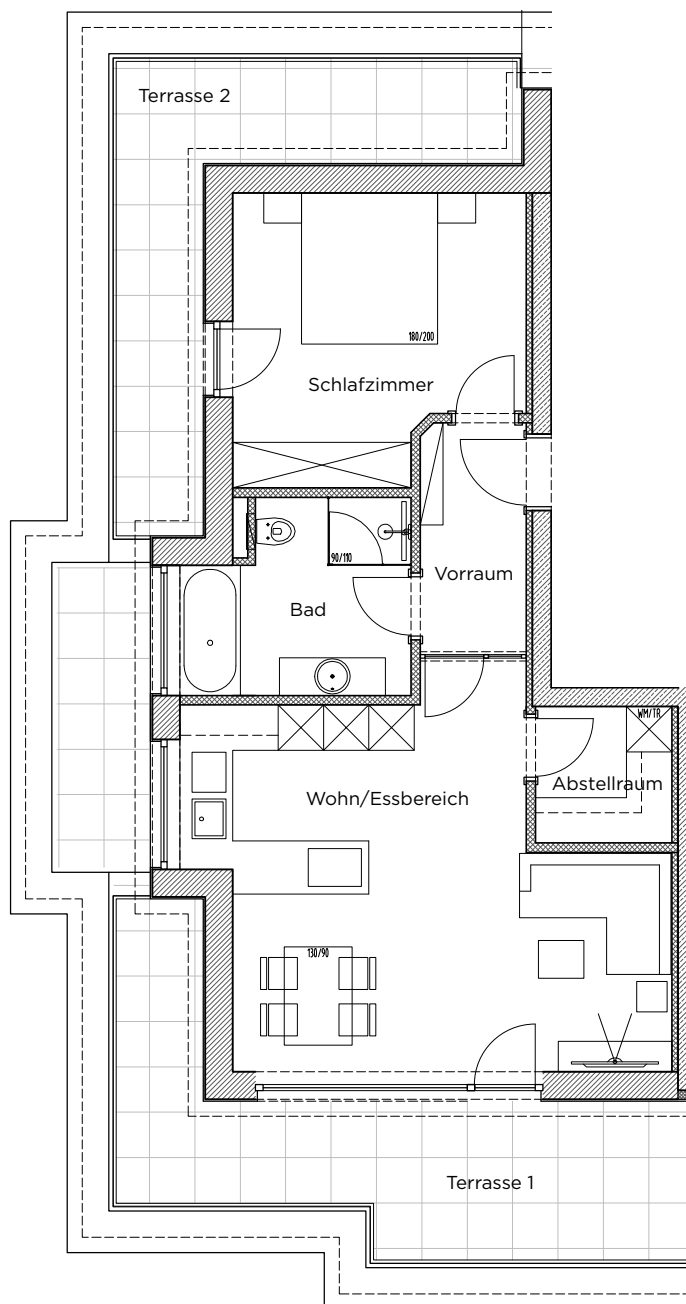 Terrasse 2
180/200
Schlafzimmer
90/110
Vorraum
Bad
WM/TR
Abstellraum
Wohn/Essbereich
130/90
Terrasse 1